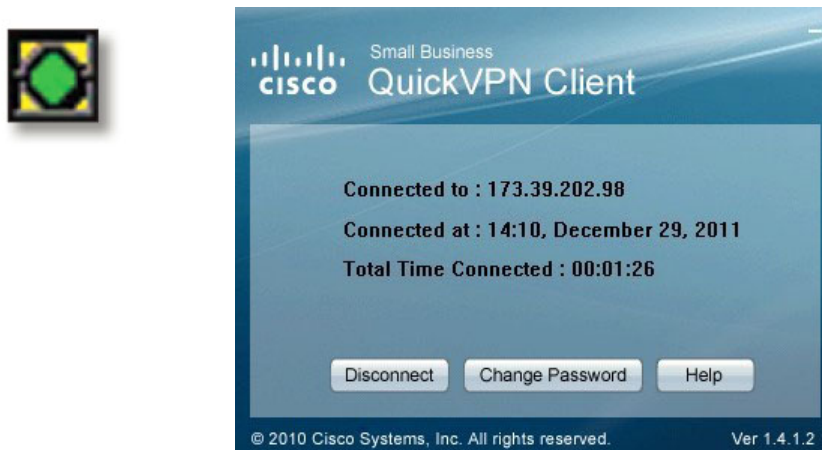 Small Business
CISCO QuickVPN Client
Connected to : 173.39.202.98
Connected at : 14:10, December 29, 2011
Total Time Connected : 00:01:26
Disconnect Change Password Help
© 2010 Cisco Systems, Inc. All rights reserved. Ver 1.4.1.2